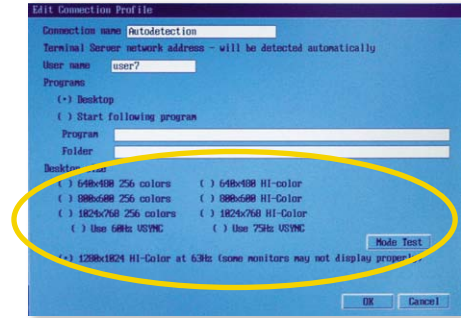 Edit Connection Profile
Connection name Autodetection
Terminal Server network address - will be detected automatically
User name user7
Programs
(•) Desktop
( ) Start following program
Program
Folder
Desktop size
( ) 640x480 256 colors ( ) 640x480 HI-color
( ) 800x600 256 colors ( ) 800x600 HI-Color
( ) 1024x768 256 colors ( ) 1024x768 HI-Color
( ) Use 60Hz VSYNC ( ) Use 75Hz VSYNC
Mode Test
(•) 1280x1024 HI-Color at 63Hz (some monitors may not display properly)
OK Cancel